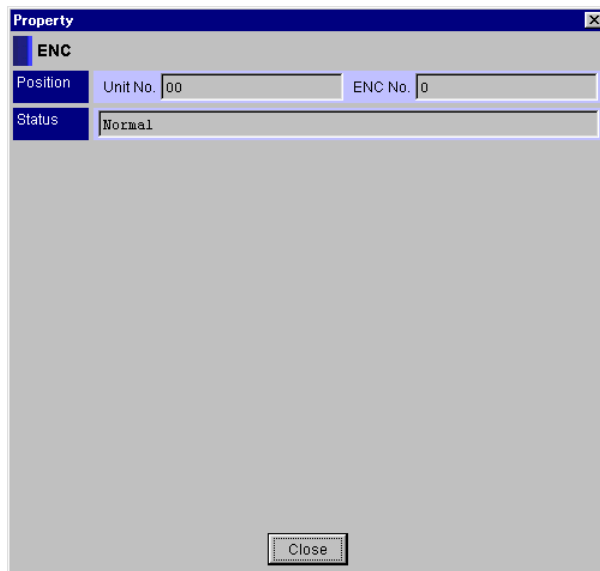 Property
ENC
Position Unit No. 00 ENC No. 0
Status Normal
Close